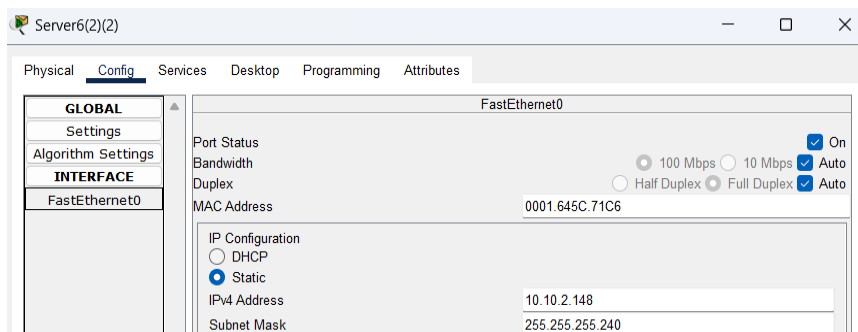 Server6(2)(2)
Physical Config Services Desktop Programming Attributes
GLOBAL
Settings
Algorithm Settings
INTERFACE
FastEthernet0
FastEthernet0
Port Status On
Bandwidth 100 Mbps 10 Mbps Auto
Duplex Half Duplex Full Duplex Auto
MAC Address 0001.645C.71C6
IP Configuration
DHCP
Static
IPv4 Address 10.10.2.148
Subnet Mask 255.255.255.240